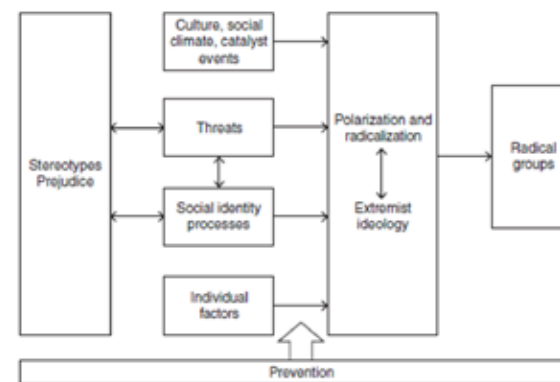 Culture, social
climate, catalyst
events
Stereotypes
Prejudice
Threats
Social identity
processes
Individual
factors
Polarization and
radicalization
Extremist
ideology
Radical
groups
Prevention